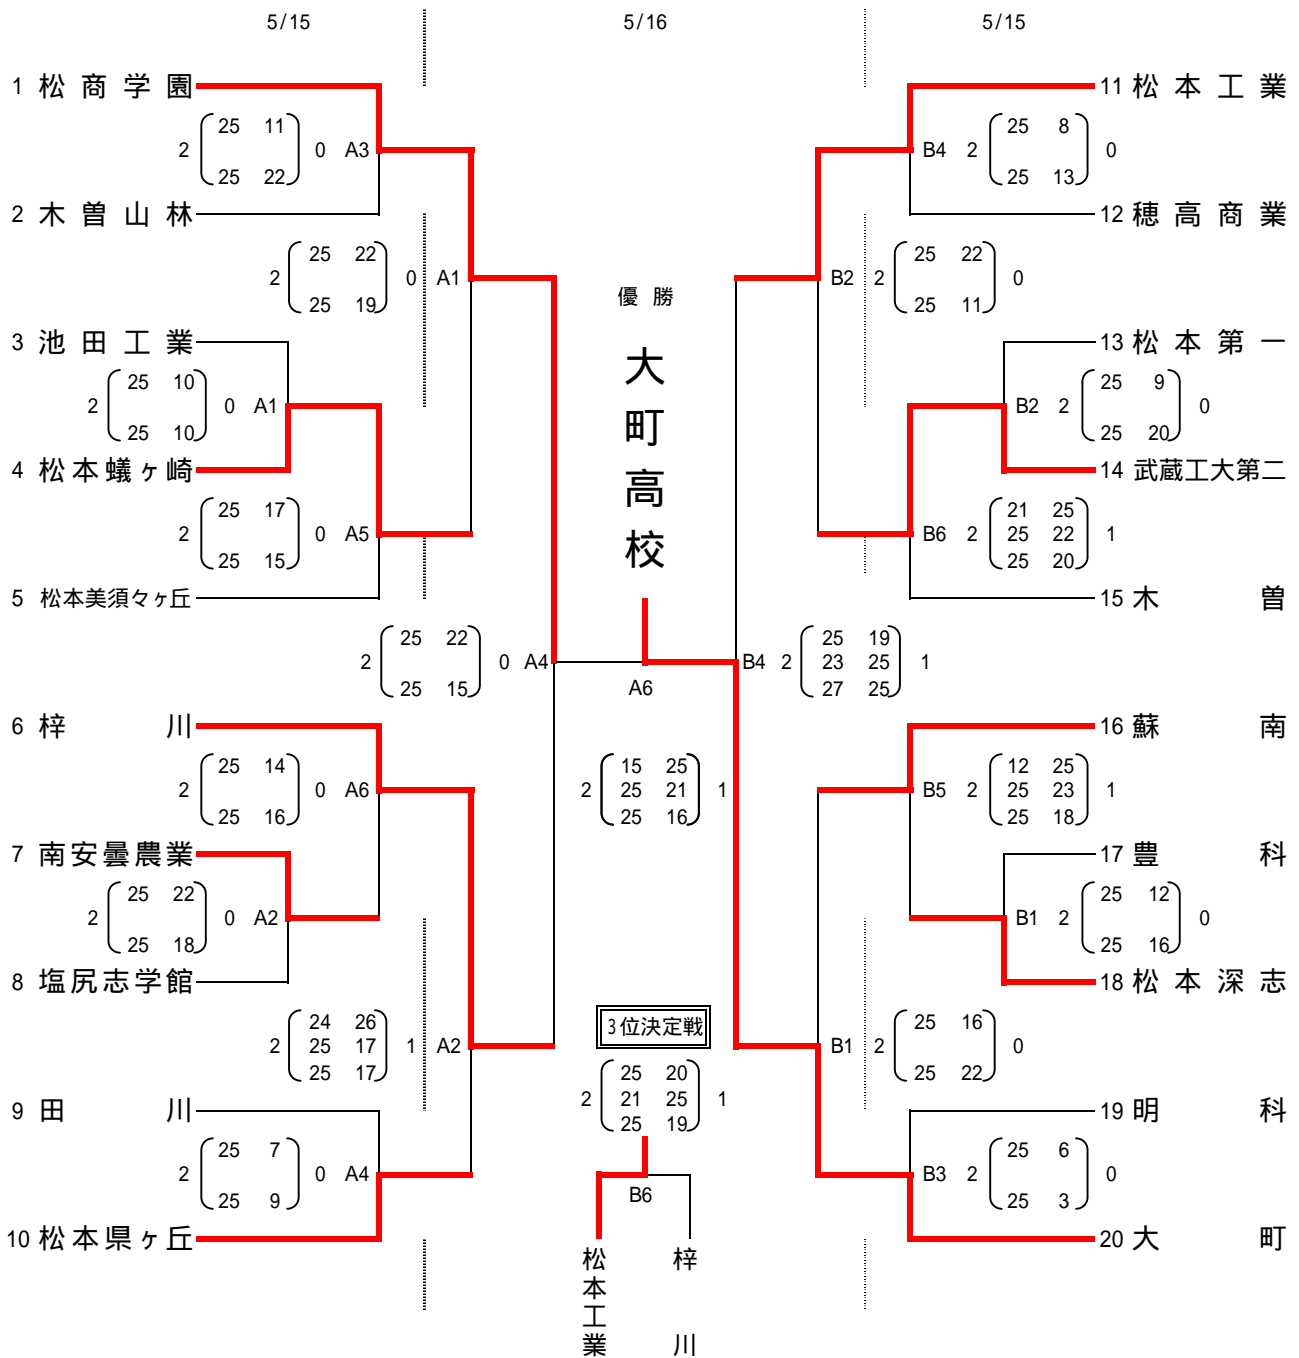 5/15 5/16 5/15
1 松商学園
11 松本工業
25 11
2 0 A3
25 22
B4 2 0
25 8
25 13
2 木曽山林
12 穂高商業
25 22
2 0 A1
25 19
B2 2 0
25 22
25 11
優勝
大町高校
3 池田工業
13 松本第一
25 10
2 0 A1
25 10
B2 2 0
25 9
25 20
4 松本蟻ヶ崎
14 武蔵工大第二
25 17
2 0 A5
25 15
B6 2 1
21 25
25 22
25 20
5 松本美須々ヶ丘
15 木曽
25 22
2 0 A4
25 15
A6
B4 2 1
25 19
23 25
27 25
6 梓川
16 蘇南
25 14
2 0 A6
25 16
15 25
2 25 21 1
25 16
B5 2 1
12 25
25 23
25 18
7 南安曇農業
17 豊科
25 22
2 0 A2
25 18
B1 2 0
25 12
25 16
8 塩尻志学館
18 松本深志
24 26
2 25 17 1 A2
25 17
3位決定戦
25 20
2 21 25 1
25 19
B1 2 0
25 16
25 22
9 田川
19 明科
25 7
2 0 A4
25 9
B6
B3 2 0
25 6
25 3
10 松本県ヶ丘
20 大町
松本工業
梓川